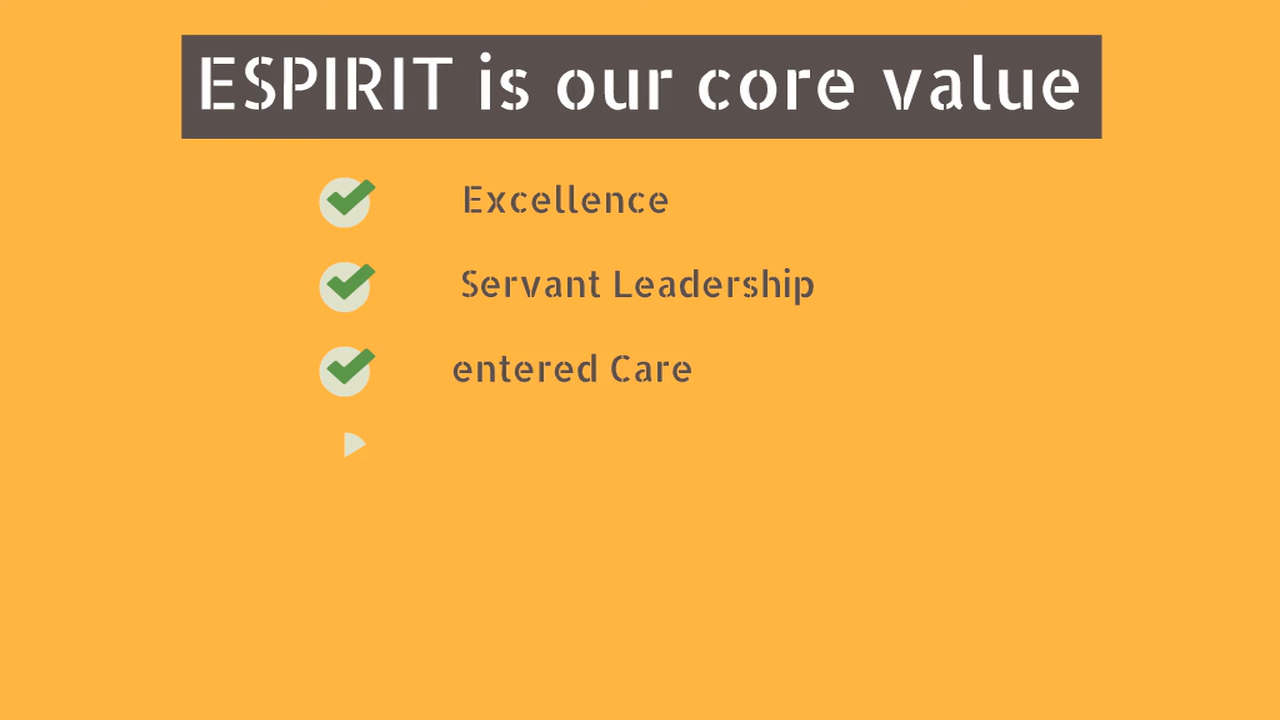 ESPIRIT is our core value
Excellence
Servant Leadership
entered Care